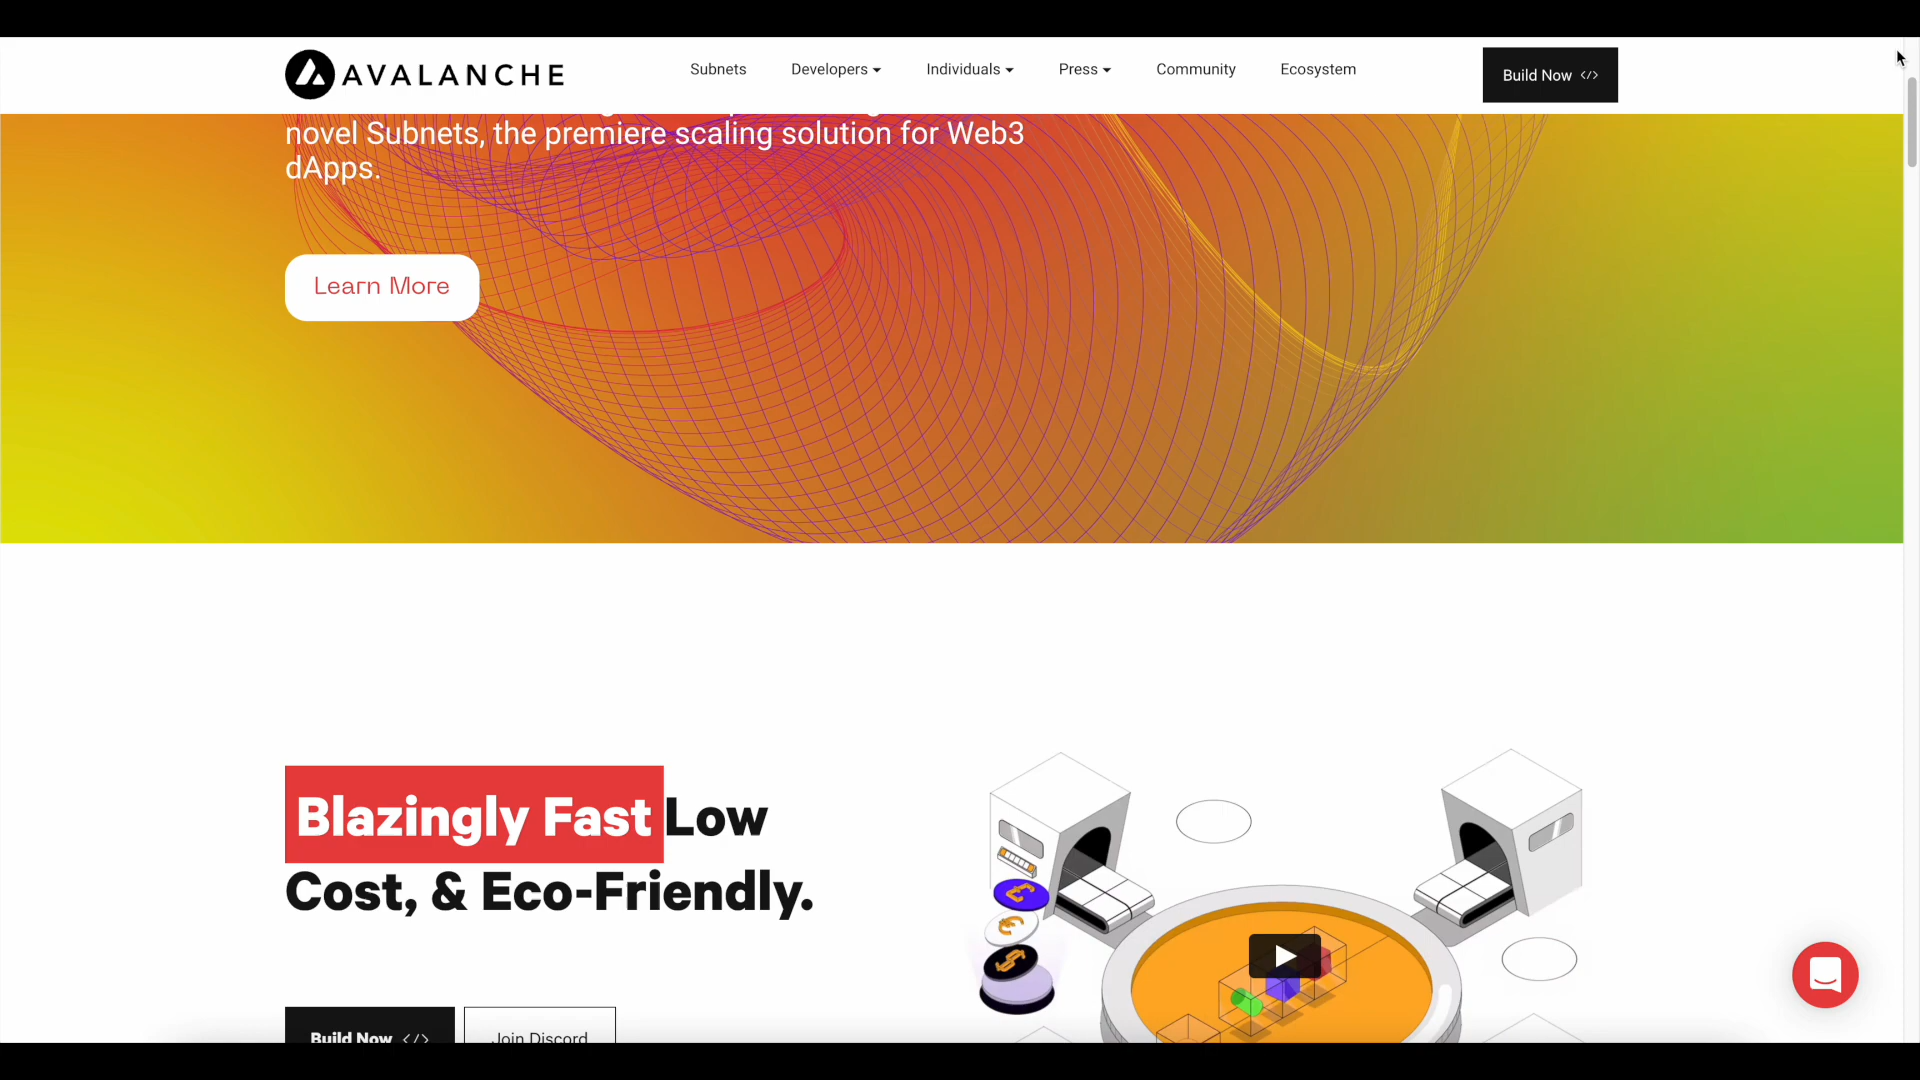 AVALANCHE
Subnets
Developers
Individuals
Press
Community
Ecosystem
Build Now </>
novel Subnets, the premiere scaling solution for Web3
dApps.
Learn More
Blazingly Fast Low
Cost, & Eco-Friendly.
Build Now </>
Join Discord